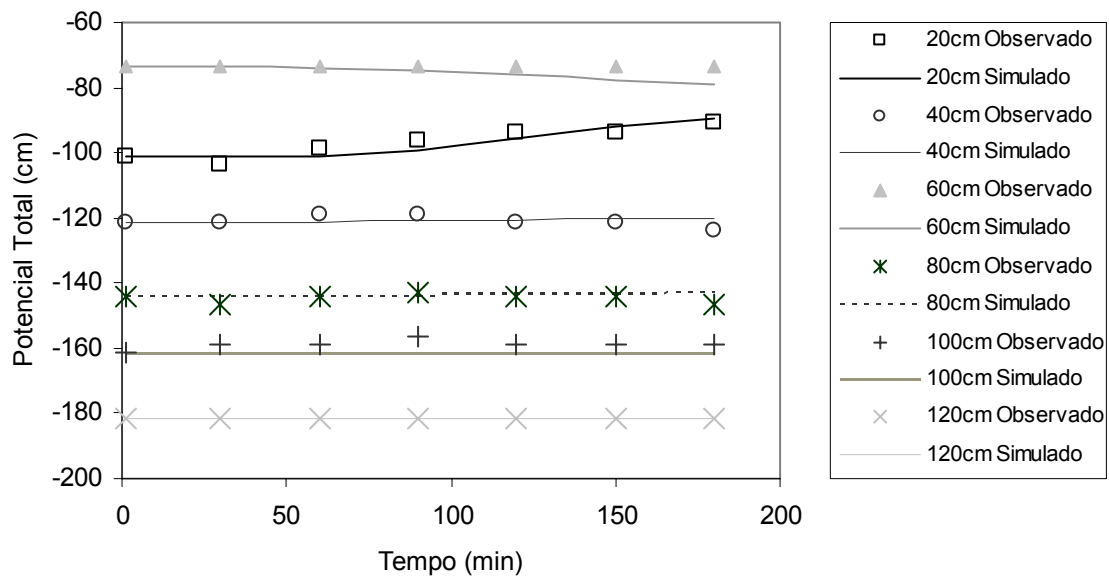 -60
-80
-100
-120
-140
-160
-180
-200
Potencial Total (cm)
0
50
100
150
200
Tempo (min)
20cm Observado
20cm Simulado
40cm Observado
40cm Simulado
60cm Observado
60cm Simulado
80cm Observado
80cm Simulado
100cm Observado
100cm Simulado
120cm Observado
120cm Simulado